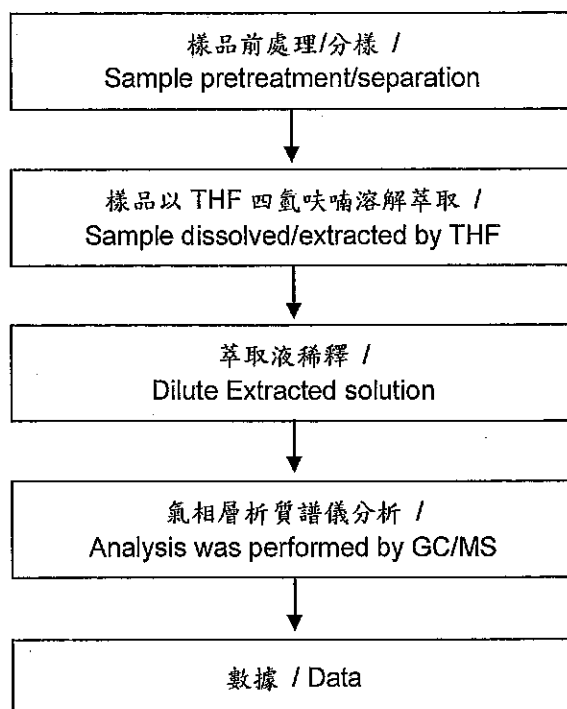 樣品前處理/分樣 /
Sample pretreatment/separation
樣品以 THF 四氫呋喃溶解萃取 /
Sample dissolved/extracted by THF
萃取液稀釋 /
Dilute Extracted solution
氣相層析質譜儀分析 /
Analysis was performed by GC/MS
數據 / Data